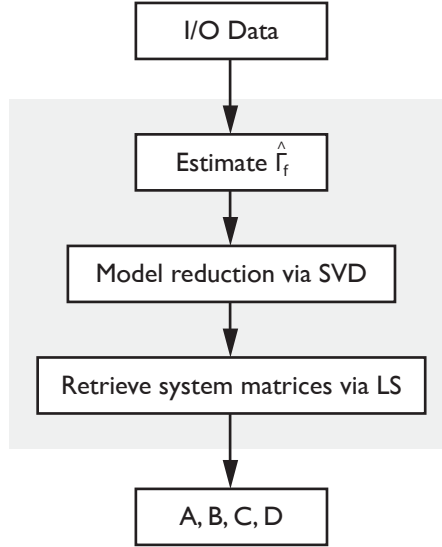 I/O Data
Estimate Γ̂f
Model reduction via SVD
Retrieve system matrices via LS
A, B, C, D